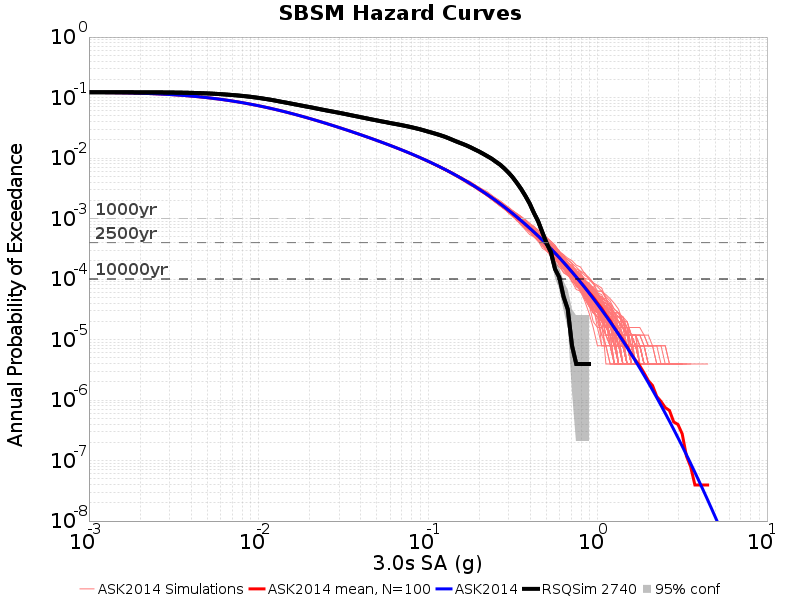 SBSM Hazard Curves
Annual Probability of Exceedance
10^0
10^-1
10^-2
10^-3
10^-4
10^-5
10^-6
10^-7
10^-8
1000yr
2500yr
10000yr
10^-3 10^-2 10^-1 10^0 10^1
3.0s SA (g)
ASK2014 Simulations ASK2014 mean, N=100 ASK2014 RSQSim 2740 95% conf